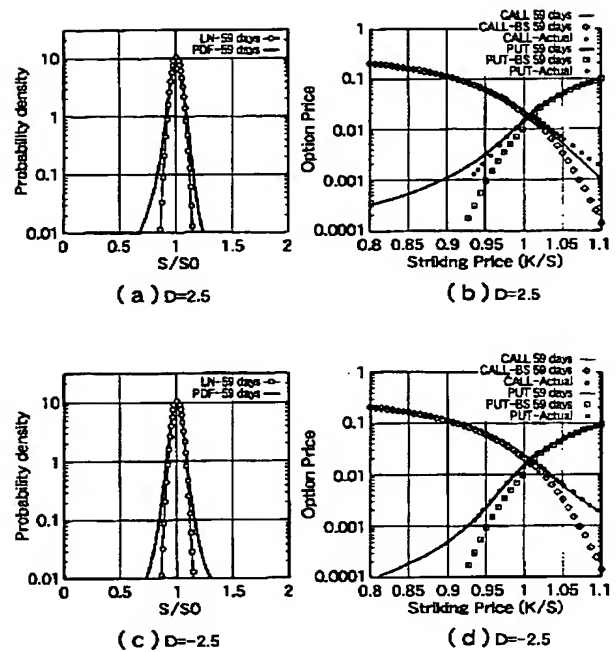 LN-59 days
PDF-59 days
Probability density
10
1
0.1
0.01
0 0.5 1 1.5 2
S/S0
(a) D=2.5
CALL 59 days
CALL-BS 59 days
CALL-Actual
PUT 59 days
PUT-BS 59 days
PUT-Actual
Option Price
1
0.1
0.01
0.001
0.0001
0.8 0.85 0.9 0.95 1 1.05 1.1
Striking Price (K/S)
(b) D=2.5
LN-59 days
PDF-59 days
Probability density
10
1
0.1
0.01
0 0.5 1 1.5 2
S/S0
(c) D=-2.5
CALL 59 days
CALL-BS 59 days
CALL-Actual
PUT 59 days
PUT-BS 59 days
PUT-Actual
Option Price
1
0.1
0.01
0.001
0.0001
0.8 0.85 0.9 0.95 1 1.05 1.1
Striking Price (K/S)
(d) D=-2.5